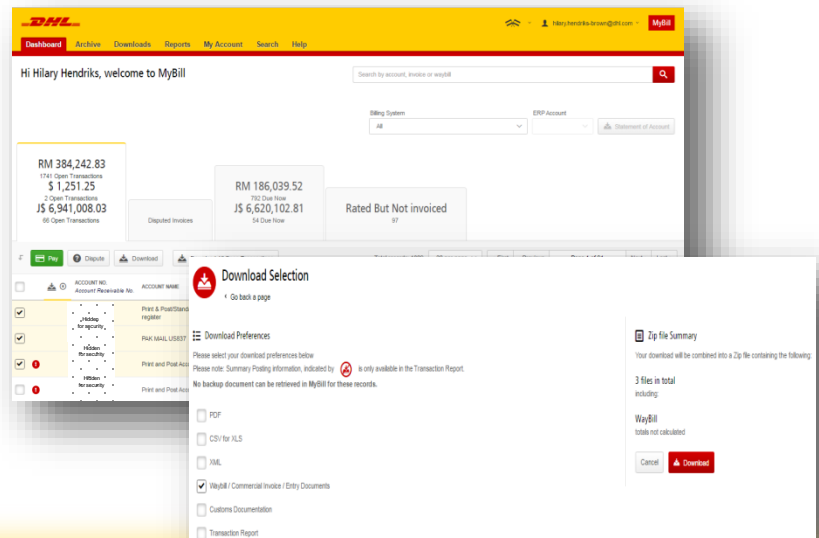 DHL
hilary.hendriks-brown@dhl.com
MyBill
Dashboard Archive Downloads Reports My Account Search Help
Hi Hilary Hendriks, welcome to MyBill
Search by account, invoice or waybill
Billing System
ERP Account
All
Statement of Account
RM 384,242.83
1741 Open Transactions
$ 1,251.25
2 Open Transactions
J$ 6,941,008.03
66 Open Transactions
Disputed Invoices
RM 186,039.52
782 Due Now
J$ 6,620,102.81
54 Due Now
Rated But Not invoiced
97
Pay Dispute Download
ACCOUNT NO.
Account Receivable No.
ACCOUNT NAME
Hidden
for security
Print & Post/Stand
register
PAK MAIL US837
Hidden
for security
Print and Post Acc
Hidden
for security
Print and Post Acc
Download Selection
Go back a page
Download Preferences
Please select your download preferences below
Please note: Summary Posting information, indicated by is only available in the Transaction Report.
No backup document can be retrieved in MyBill for these records.
PDF
CSV for XLS
XML
Waybill / Commercial Invoice / Entry Documents
Customs Documentation
Transaction Report
Zip file Summary
Your download will be combined into a Zip file containing the following:
3 files in total
Including:
WayBill
totals not calculated
Cancel Download